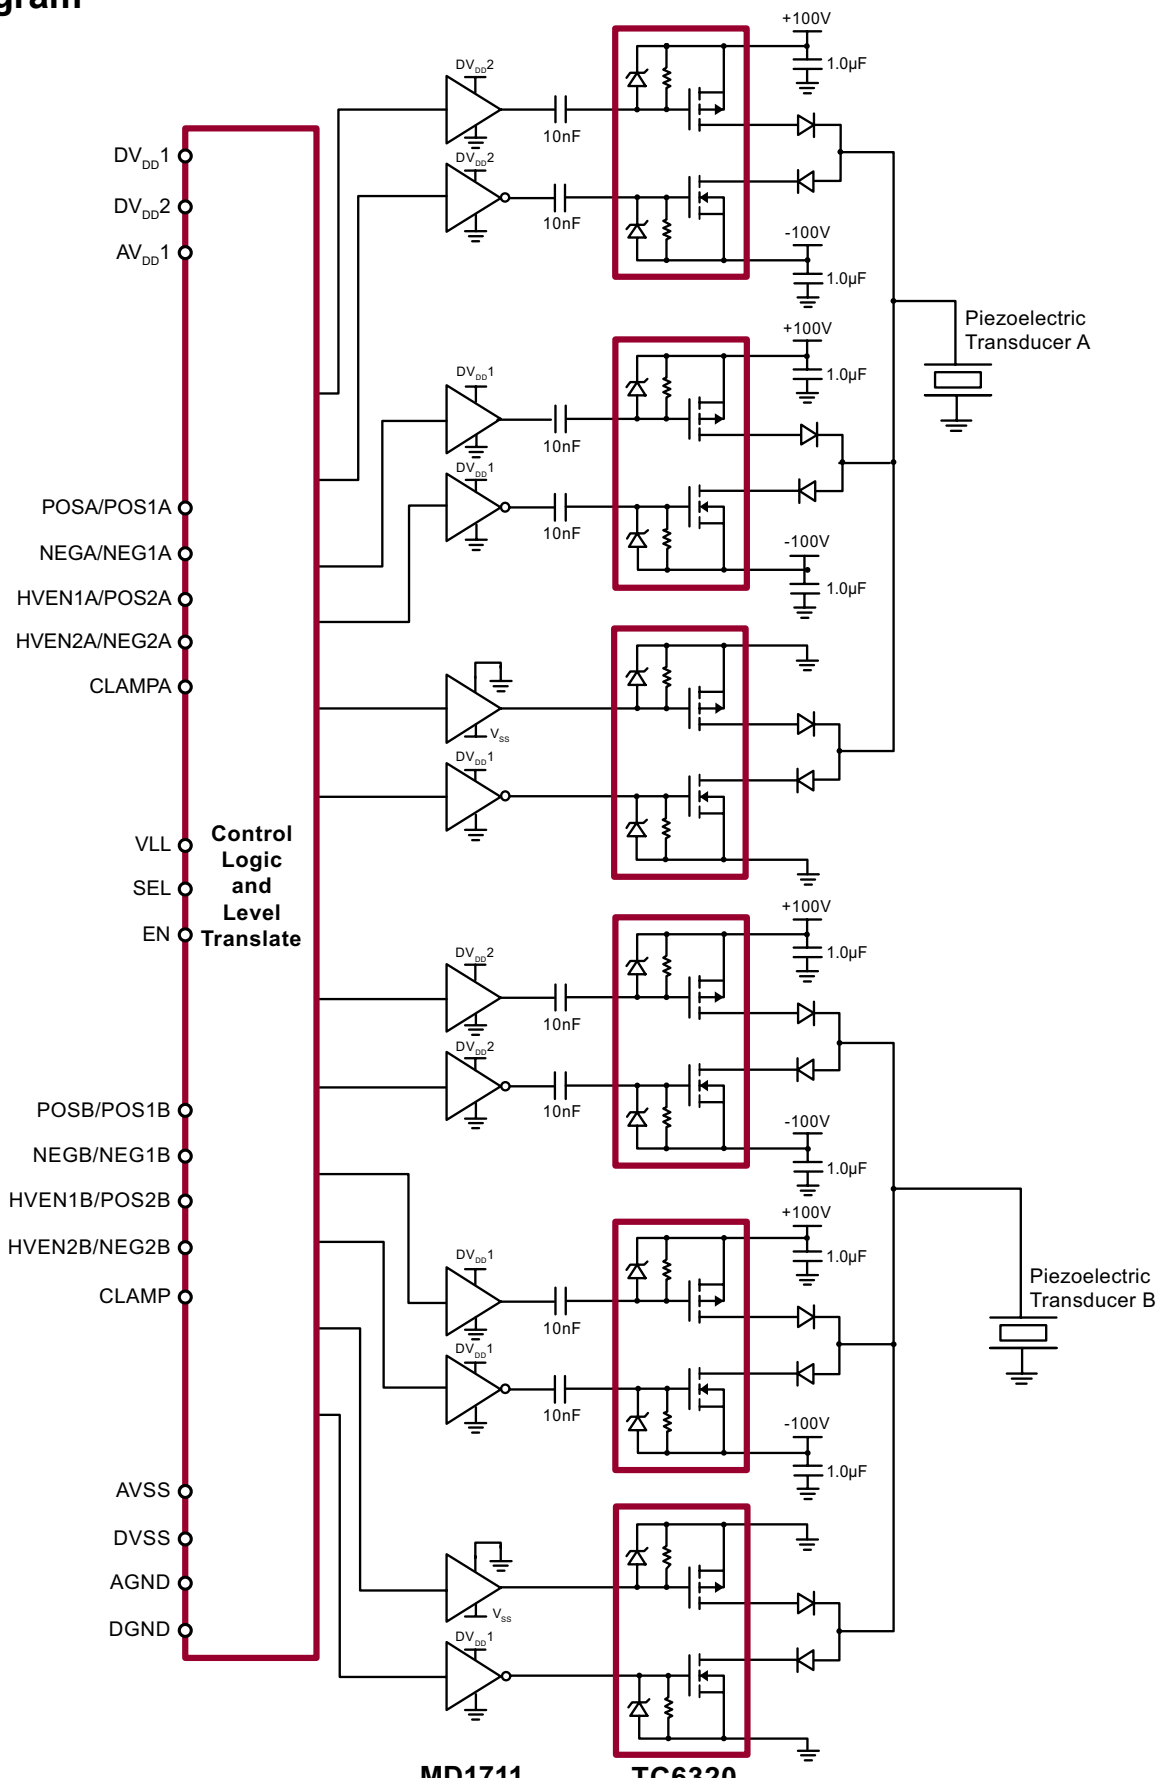 gram
DVDD1
DVDD2
AVDD1
POSA/POS1A
NEGA/NEG1A
HVEN1A/POS2A
HVEN2A/NEG2A
CLAMPA
VLL
SEL
EN
POSB/POS1B
NEGB/NEG1B
HVEN1B/POS2B
HVEN2B/NEG2B
CLAMP
AVSS
DVSS
AGND
DGND
Control
Logic
and
Level
Translate
DVDD2
10nF
+100V
1.0µF
DVDD2
10nF
-100V
1.0µF
DVDD1
10nF
+100V
1.0µF
DVDD1
10nF
-100V
1.0µF
VSS
DVDD1
Piezoelectric
Transducer A
DVDD2
10nF
+100V
1.0µF
DVDD2
10nF
-100V
1.0µF
DVDD1
10nF
+100V
1.0µF
DVDD1
10nF
-100V
1.0µF
VSS
DVDD1
Piezoelectric
Transducer B
MD1711
TC6320